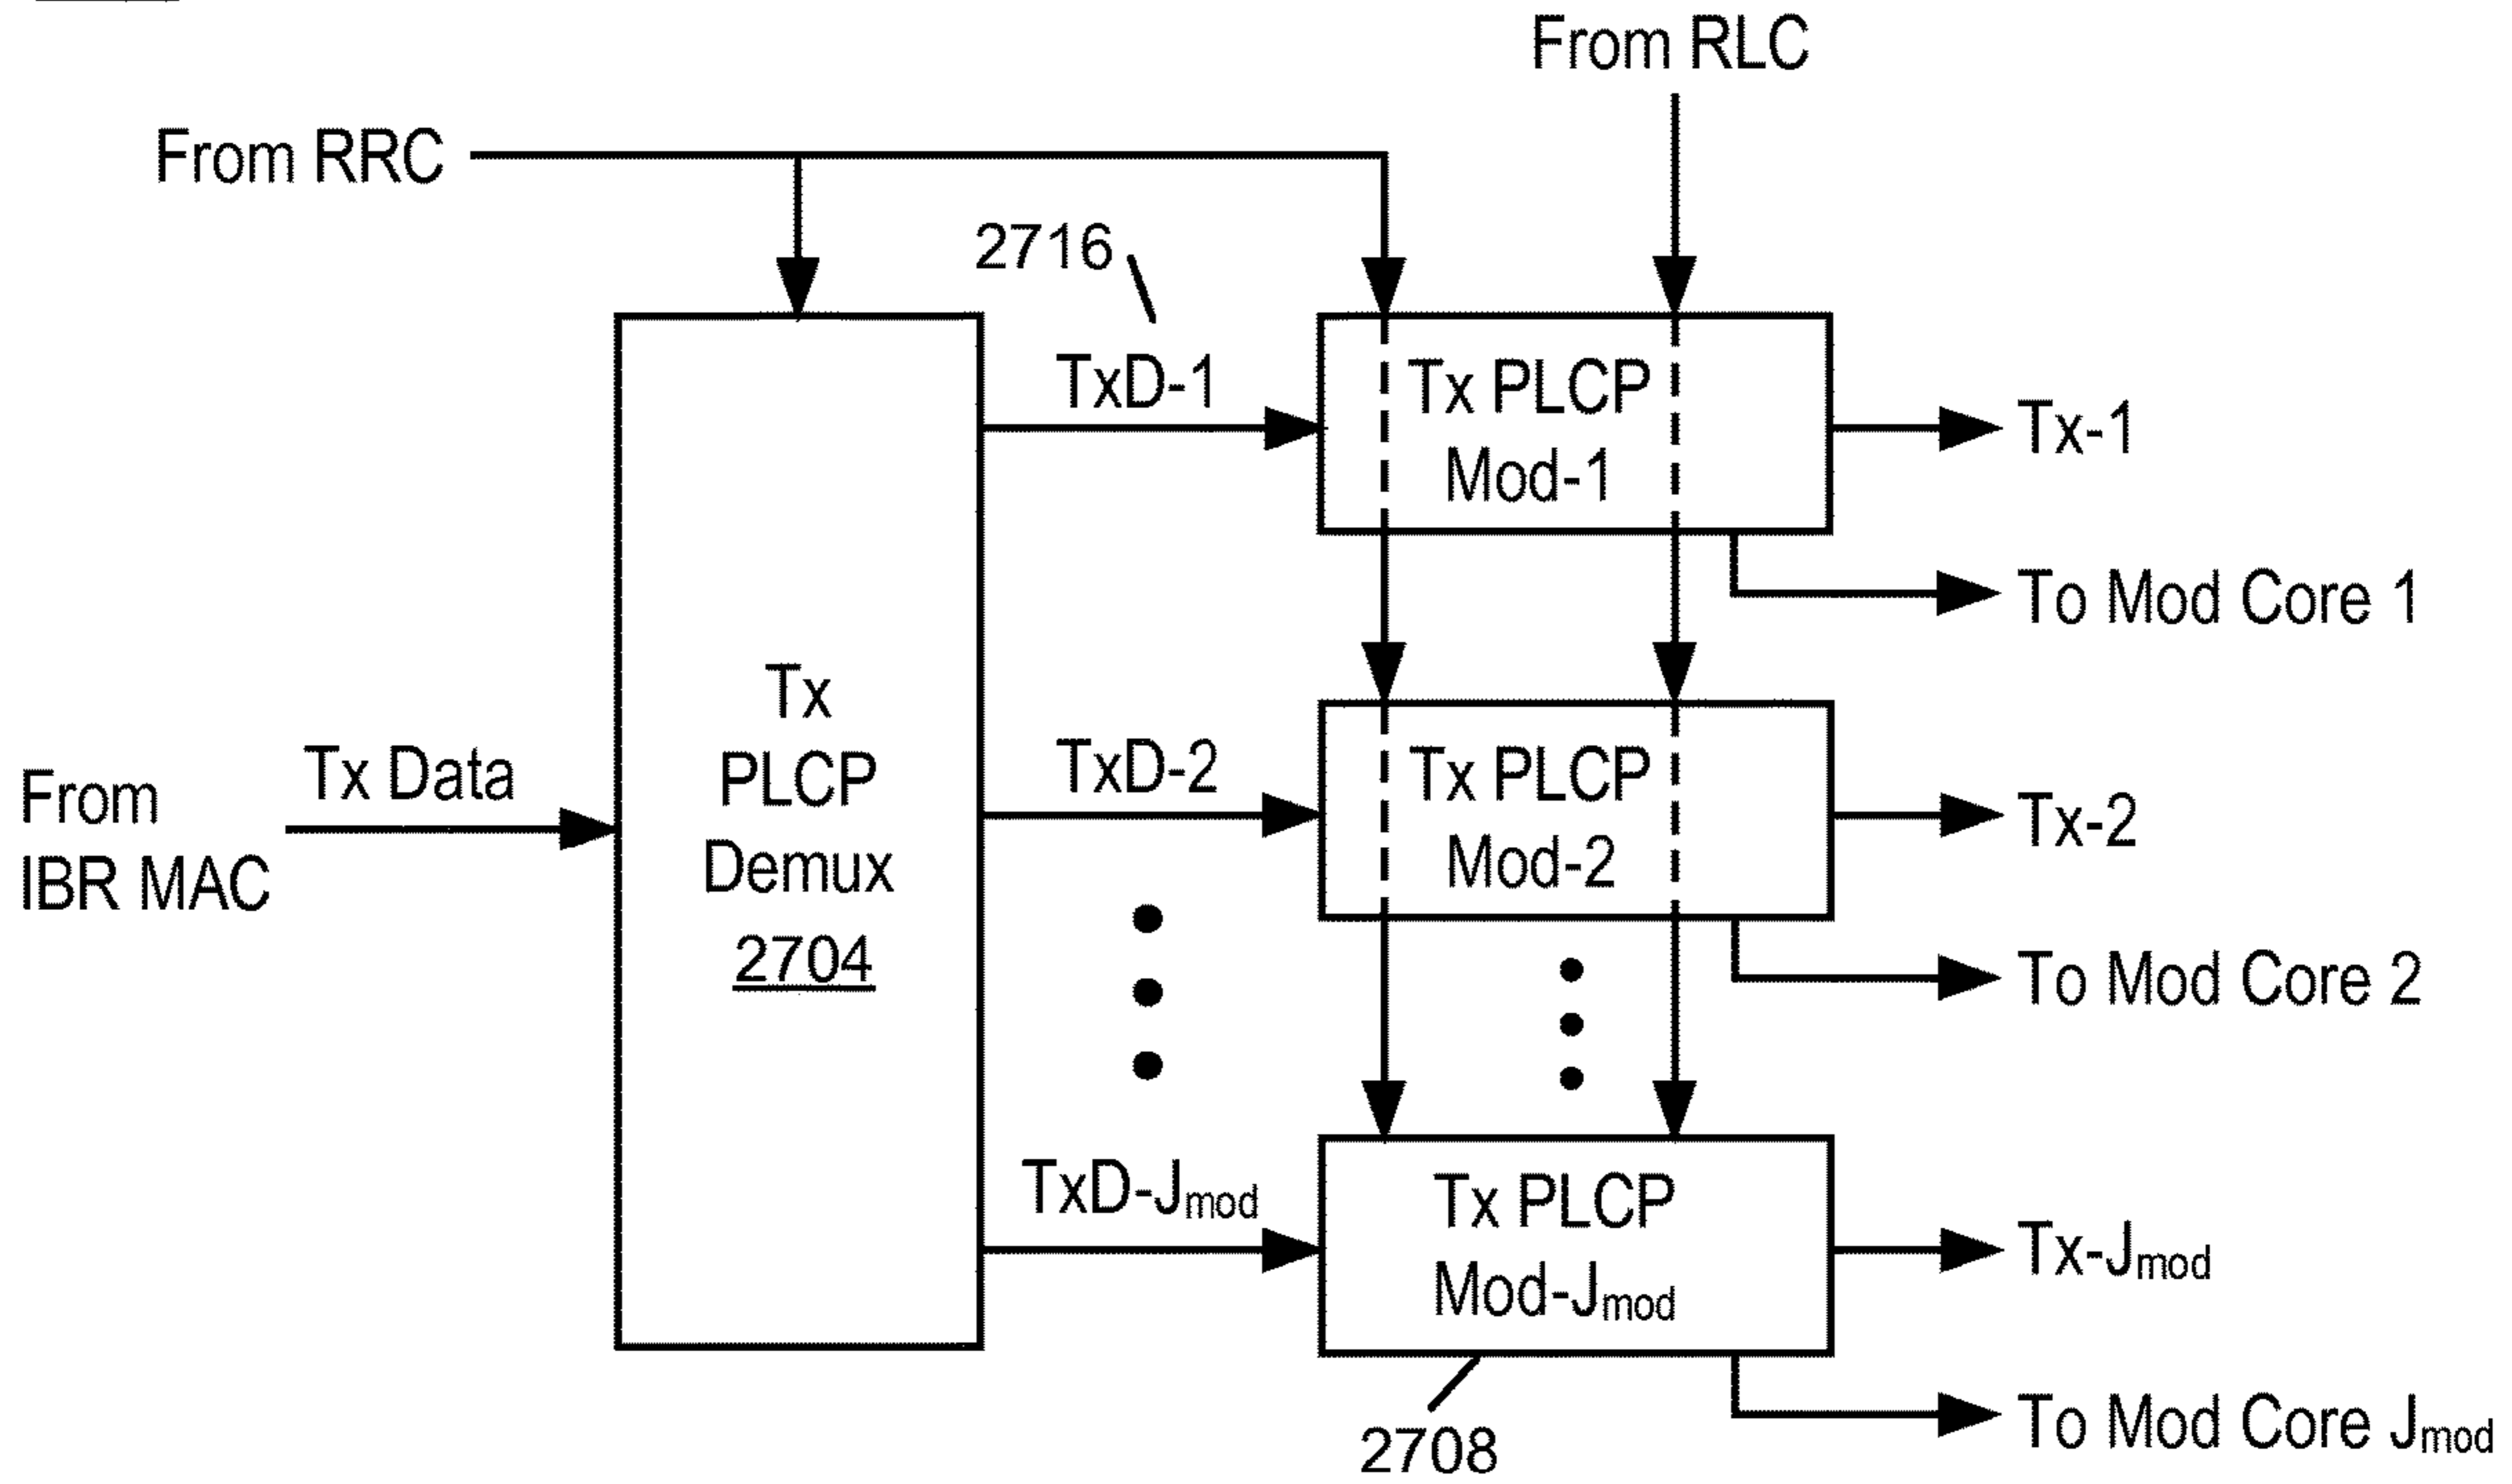 From RLC
From RRC
2716
TxD-1
Tx PLCP
Mod-1
Tx-1
To Mod Core 1
Tx
PLCP
Demux
2704
From
IBR MAC
Tx Data
TxD-2
Tx PLCP
Mod-2
Tx-2
To Mod Core 2
TxD-Jmod
Tx PLCP
Mod-Jmod
Tx-Jmod
To Mod Core Jmod
2708